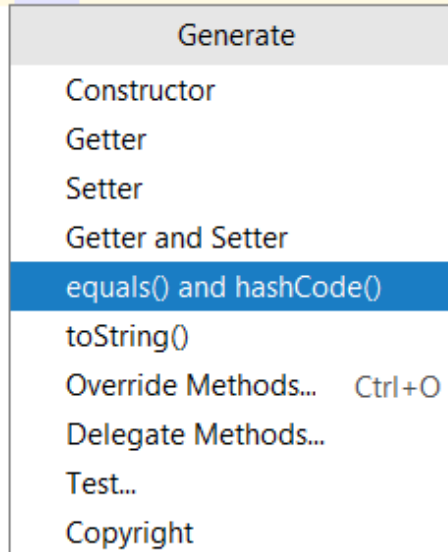 Generate
Constructor
Getter
Setter
Getter and Setter
equals() and hashCode()
toString()
Override Methods... Ctrl+O
Delegate Methods...
Test...
Copyright